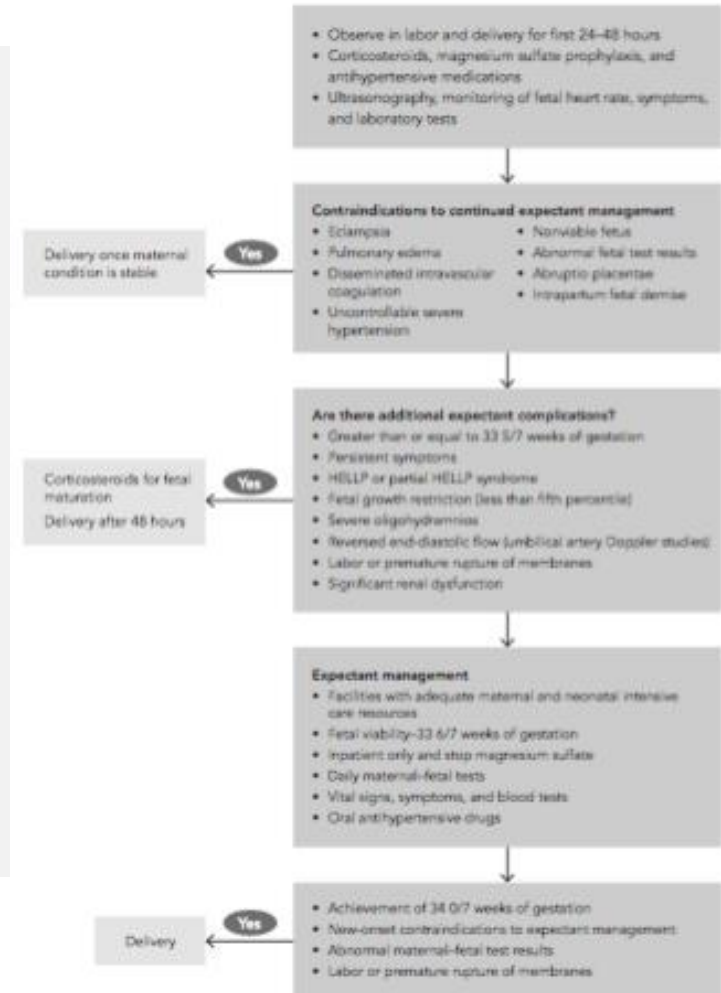 • Observe in labor and delivery for first 24–48 hours
• Corticosteroids, magnesium sulfate prophylaxis, and
antihypertensive medications
• Ultrasonography, monitoring of fetal heart rate, symptoms,
and laboratory tests
Contraindications to continued expectant management
• Eclampsia
• Pulmonary edema
• Disseminated intravascular
coagulation
• Uncontrollable severe
hypertension
• Nonviable fetus
• Abnormal fetal test results
• Abruptio placentae
• Intrapartum fetal demise
Yes
Delivery once maternal
condition is stable
Are there additional expectant complications?
• Greater than or equal to 33 5/7 weeks of gestation
• Persistent symptoms
• HELLP or partial HELLP syndrome
• Fetal growth restriction (less than fifth percentile)
• Severe oligohydramnios
• Reversed end-diastolic flow (umbilical artery Doppler studies)
• Labor or premature rupture of membranes
• Significant renal dysfunction
Yes
Corticosteroids for fetal
maturation
Delivery after 48 hours
Expectant management
• Facilities with adequate maternal and neonatal intensive
care resources
• Fetal viability–33 6/7 weeks of gestation
• Inpatient only and stop magnesium sulfate
• Daily maternal–fetal tests
• Vital signs, symptoms, and blood tests
• Oral antihypertensive drugs
• Achievement of 34 0/7 weeks of gestation
• New-onset contraindications to expectant management
• Abnormal maternal–fetal test results
• Labor or premature rupture of membranes
Yes
Delivery